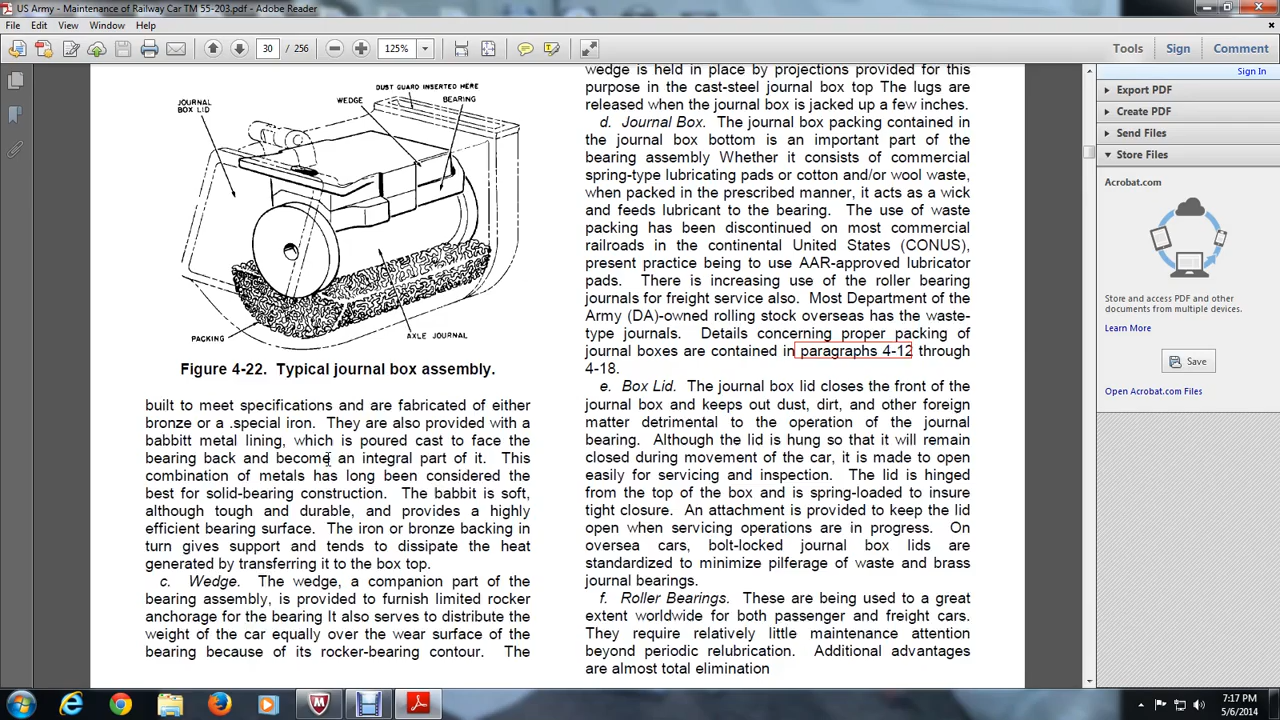 US Army - Maintenance of Railway Car TM 55-203.pdf - Adobe Reader
File Edit View Window Help
30 / 256 125% Tools Sign Comment
JOURNAL
BOX LID
DUST GUARD INSERTED HERE
WEDGE
BEARING
PACKING
AXLE JOURNAL
Figure 4-22. Typical journal box assembly.
built to meet specifications and are fabricated of either
bronze or a .special iron. They are also provided with a
babbitt metal lining, which is poured cast to face the
bearing back and become an integral part of it. This
combination of metals has long been considered the
best for solid-bearing construction. The babbit is soft,
although tough and durable, and provides a highly
efficient bearing surface. The iron or bronze backing in
turn gives support and tends to dissipate the heat
generated by transferring it to the box top.
c. Wedge. The wedge, a companion part of the
bearing assembly, is provided to furnish limited rocker
anchorage for the bearing It also serves to distribute the
weight of the car equally over the wear surface of the
bearing because of its rocker-bearing contour. The
wedge is held in place by projections provided for this
purpose in the cast-steel journal box top The lugs are
released when the journal box is jacked up a few inches.
d. Journal Box. The journal box packing contained in
the journal box bottom is an important part of the
bearing assembly Whether it consists of commercial
spring-type lubricating pads or cotton and/or wool waste,
when packed in the prescribed manner, it acts as a wick
and feeds lubricant to the bearing. The use of waste
packing has been discontinued on most commercial
railroads in the continental United States (CONUS),
present practice being to use AAR-approved lubricator
pads. There is increasing use of the roller bearing
journals for freight service also. Most Department of the
Army (DA)-owned rolling stock overseas has the waste-
type journals. Details concerning proper packing of
journal boxes are contained in paragraphs 4-12 through
4-18.
e. Box Lid. The journal box lid closes the front of the
journal box and keeps out dust, dirt, and other foreign
matter detrimental to the operation of the journal
bearing. Although the lid is hung so that it will remain
closed during movement of the car, it is made to open
easily for servicing and inspection. The lid is hinged
from the top of the box and is spring-loaded to insure
tight closure. An attachment is provided to keep the lid
open when servicing operations are in progress. On
oversea cars, bolt-locked journal box lids are
standardized to minimize pilferage of waste and brass
journal bearings.
f. Roller Bearings. These are being used to a great
extent worldwide for both passenger and freight cars.
They require relatively little maintenance attention
beyond periodic relubrication. Additional advantages
are almost total elimination
Sign In
Export PDF
Create PDF
Send Files
Store Files
Acrobat.com
Store and access PDF and other
documents from multiple devices.
Learn More
Save
Open Acrobat.com Files
7:17 PM
5/6/2014